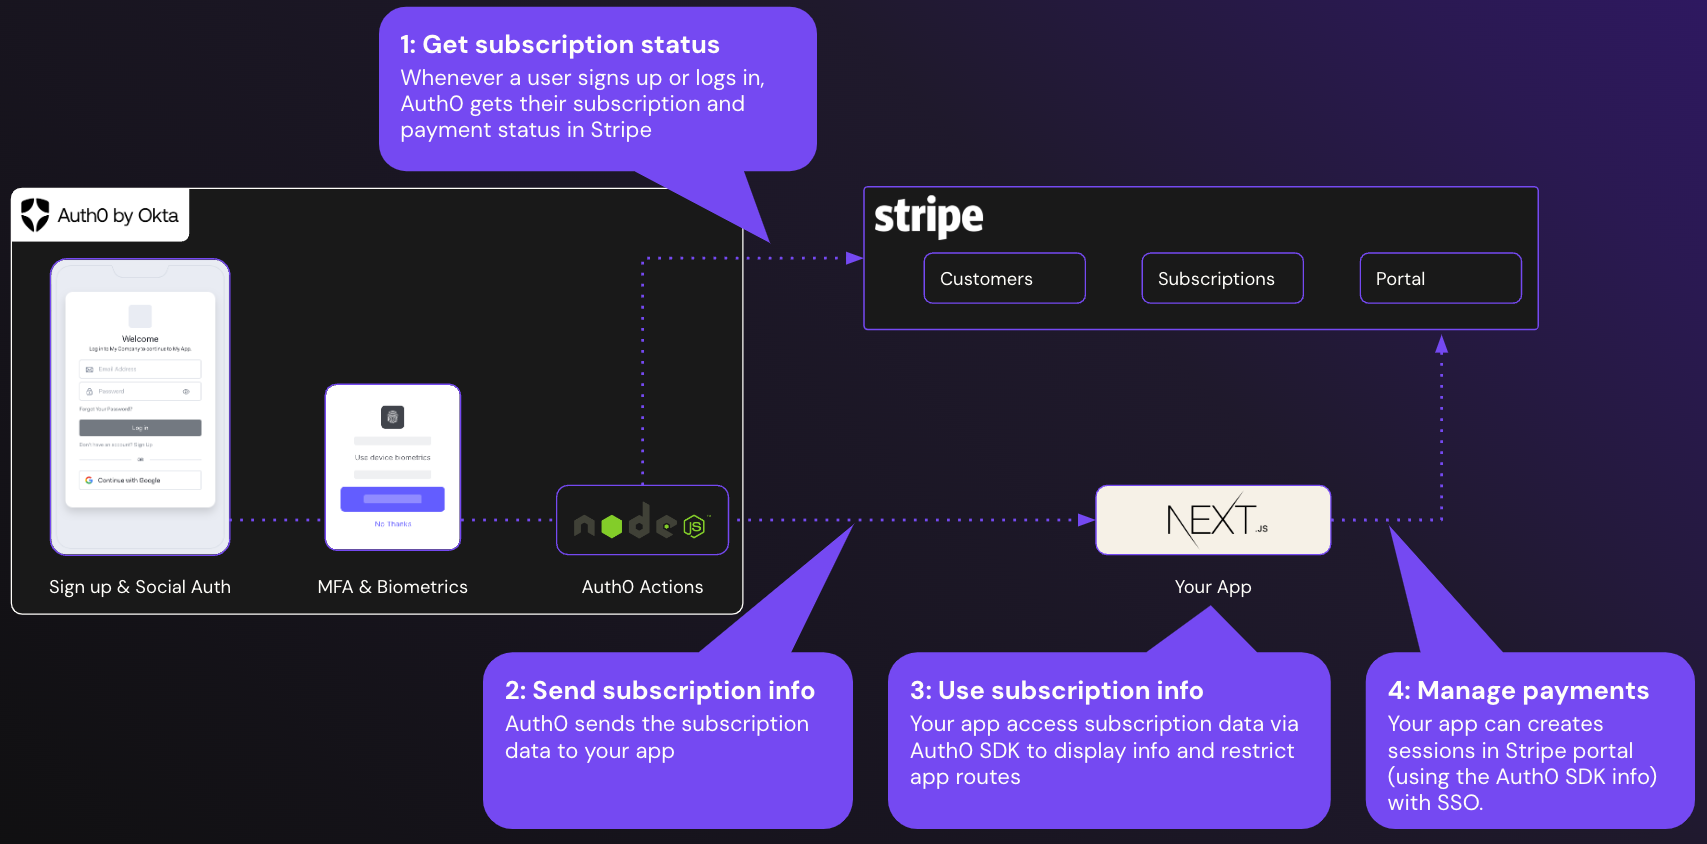 1: Get subscription status
Whenever a user signs up or logs in,
Auth0 gets their subscription and
payment status in Stripe
Auth0 by Okta
stripe
Customers
Subscriptions
Portal
Welcome
Log in to My Company to continue to My App.
Email Address
Password
Forgot Your Password?
Log in
Don't have an account? Sign Up
OR
Continue with Google
Use device biometrics
No Thanks
node
JS
™
NEXT
.JS
Sign up & Social Auth
MFA & Biometrics
Auth0 Actions
Your App
2: Send subscription info
Auth0 sends the subscription
data to your app
3: Use subscription info
Your app access subscription data via
Auth0 SDK to display info and restrict
app routes
4: Manage payments
Your app can creates
sessions in Stripe portal
(using the Auth0 SDK info)
with SSO.